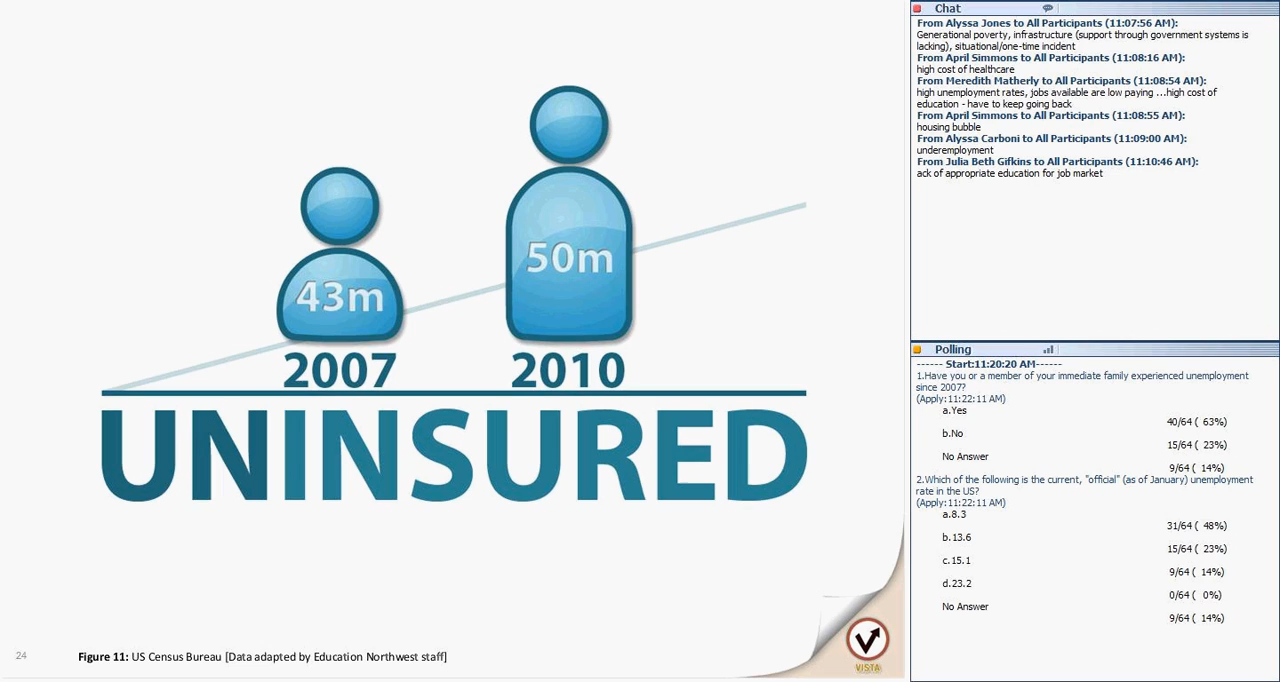 43m
50m
2007
2010
UNINSURED
24
Figure 11: US Census Bureau [Data adapted by Education Northwest staff]
VISTA
Chat
From Alyssa Jones to All Participants (11:07:56 AM):
Generational poverty, infrastructure (support through government systems is
lacking), situational/one-time incident
From April Simmons to All Participants (11:08:16 AM):
high cost of healthcare
From Meredith Matherly to All Participants (11:08:54 AM):
high unemployment rates, jobs available are low paying ...high cost of
education - have to keep going back
From April Simmons to All Participants (11:08:55 AM):
housing bubble
From Alyssa Carboni to All Participants (11:09:00 AM):
underemployment
From Julia Beth Gifkins to All Participants (11:10:46 AM):
ack of appropriate education for job market
Polling
------ Start:11:20:20 AM------
1.Have you or a member of your immediate family experienced unemployment
since 2007?
(Apply:11:22:11 AM)
a.Yes
40/64 ( 63%)
b.No
15/64 ( 23%)
No Answer
9/64 ( 14%)
2.Which of the following is the current, "official" (as of January) unemployment
rate in the US?
(Apply:11:22:11 AM)
a.8.3
31/64 ( 48%)
b.13.6
15/64 ( 23%)
c.15.1
9/64 ( 14%)
d.23.2
0/64 ( 0%)
No Answer
9/64 ( 14%)